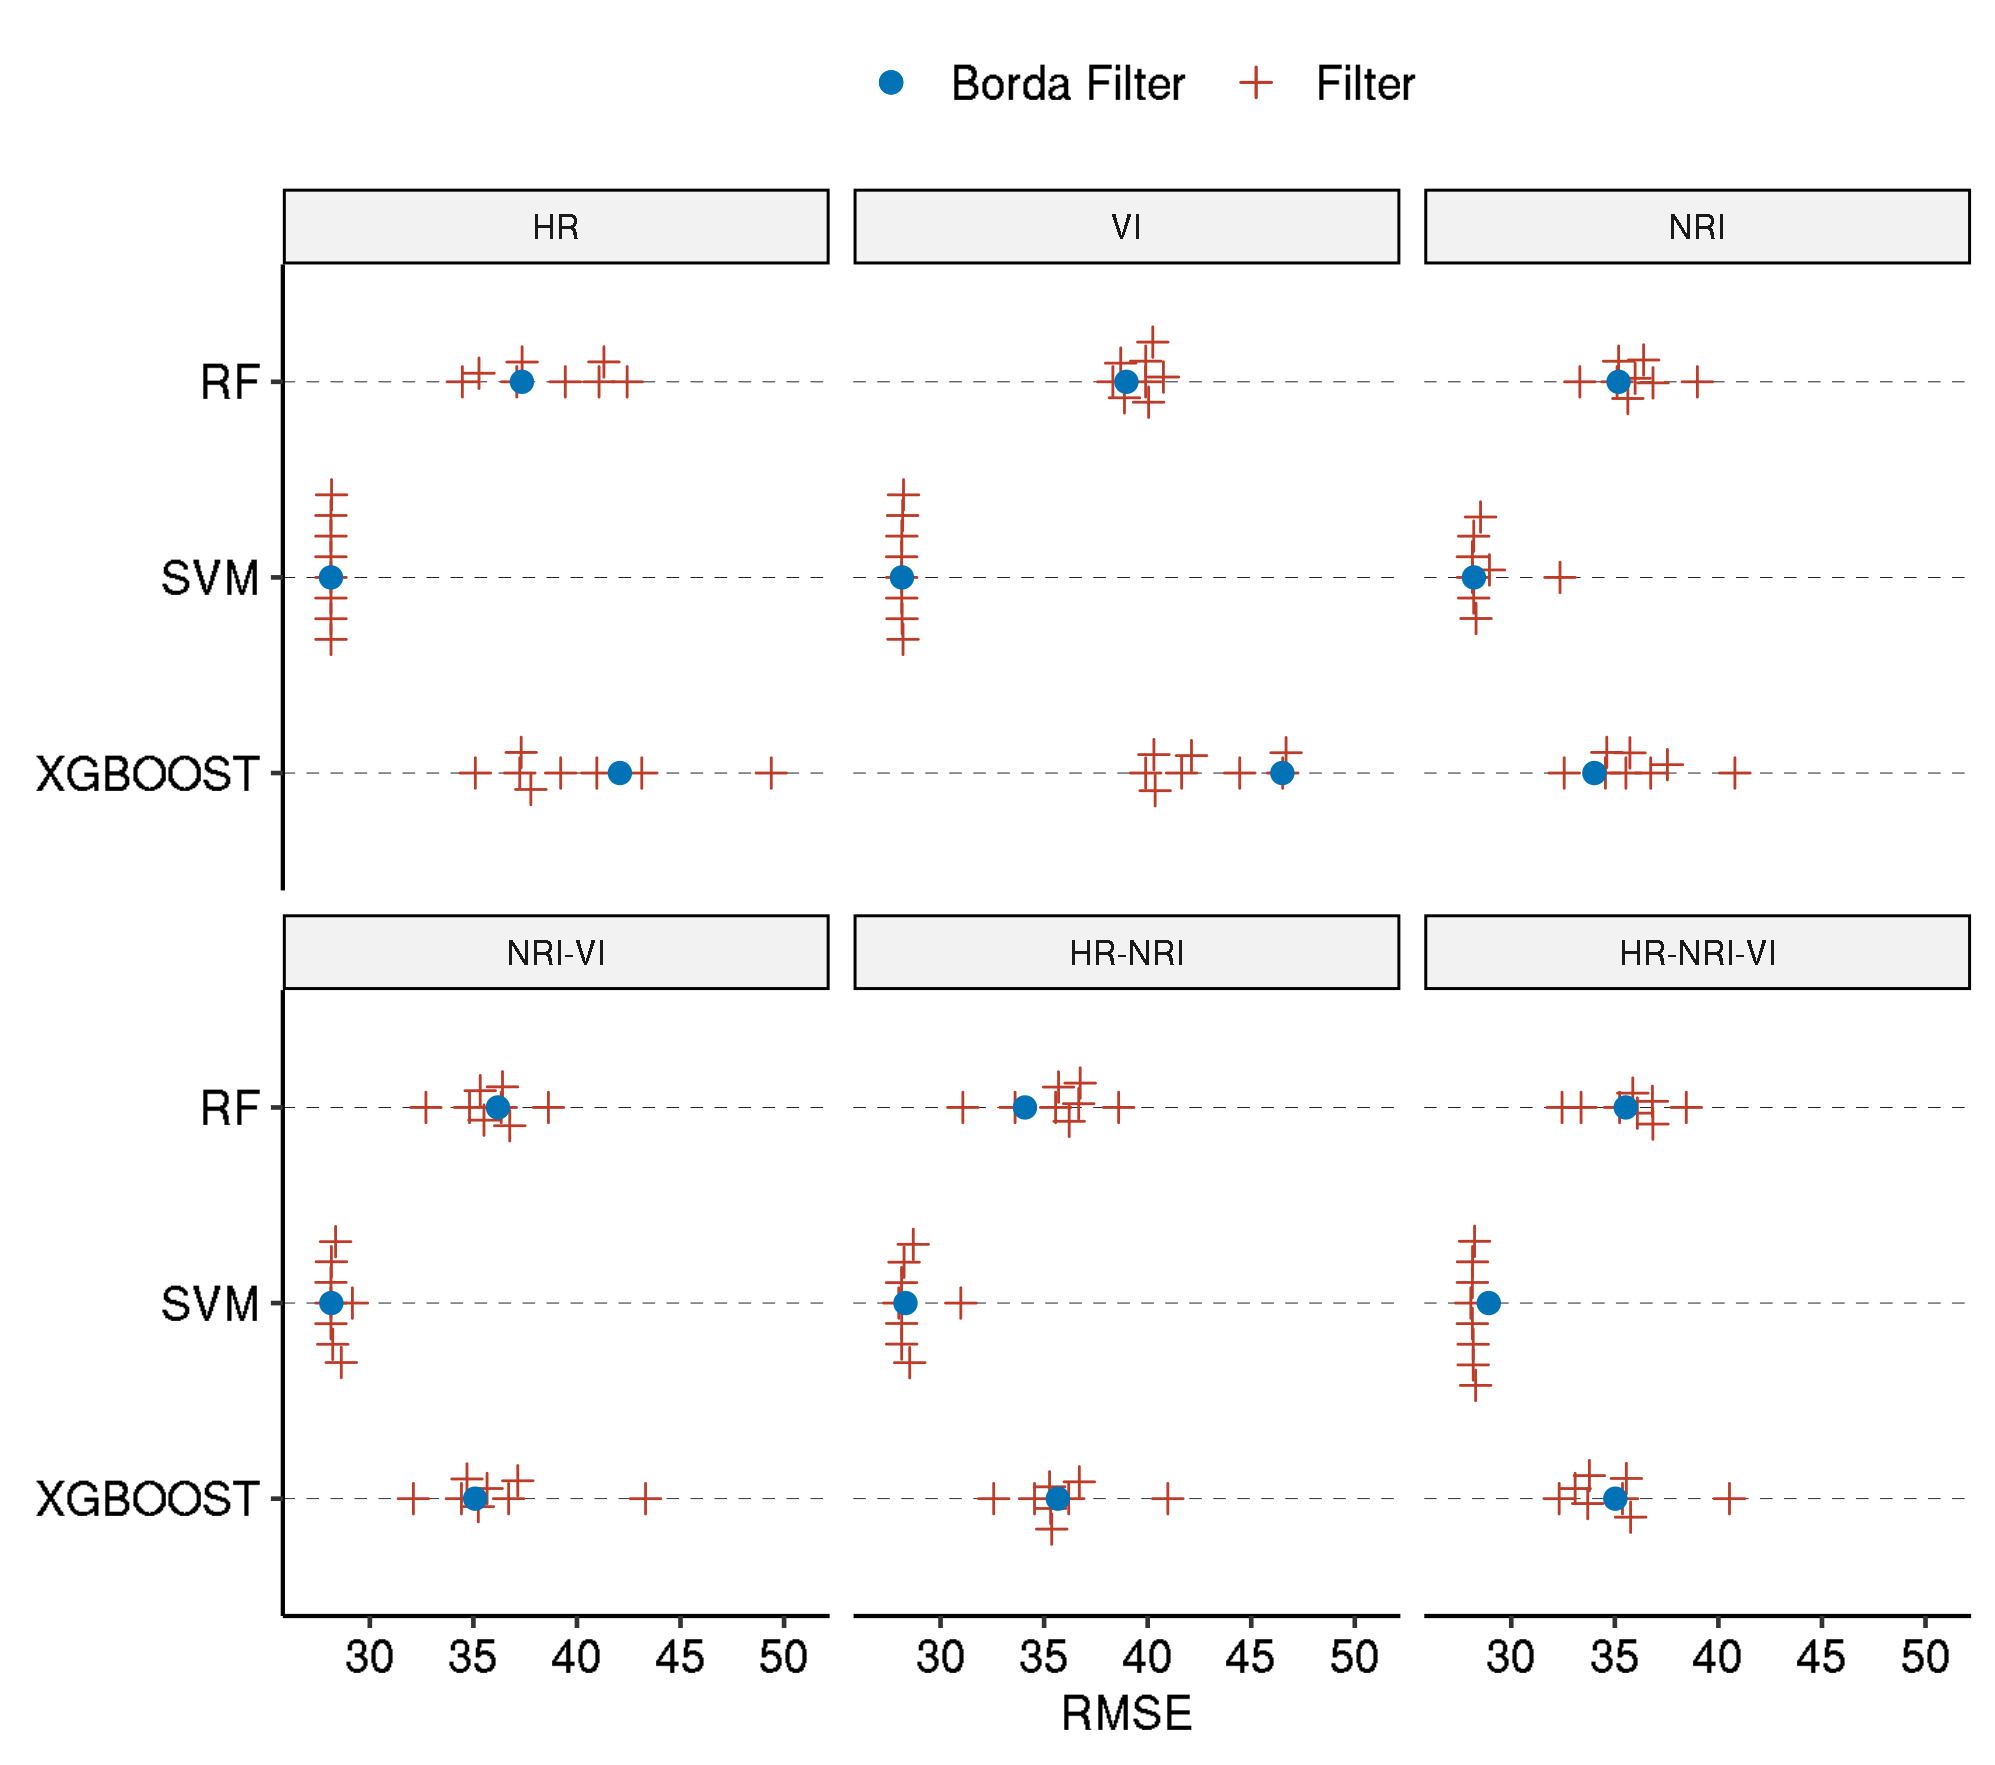 Borda Filter Filter
HR VI NRI
RF
SVM
XGBOOST
NRI-VI HR-NRI HR-NRI-VI
RF
SVM
XGBOOST
30 35 40 45 50 30 35 40 45 50 30 35 40 45 50
RMSE